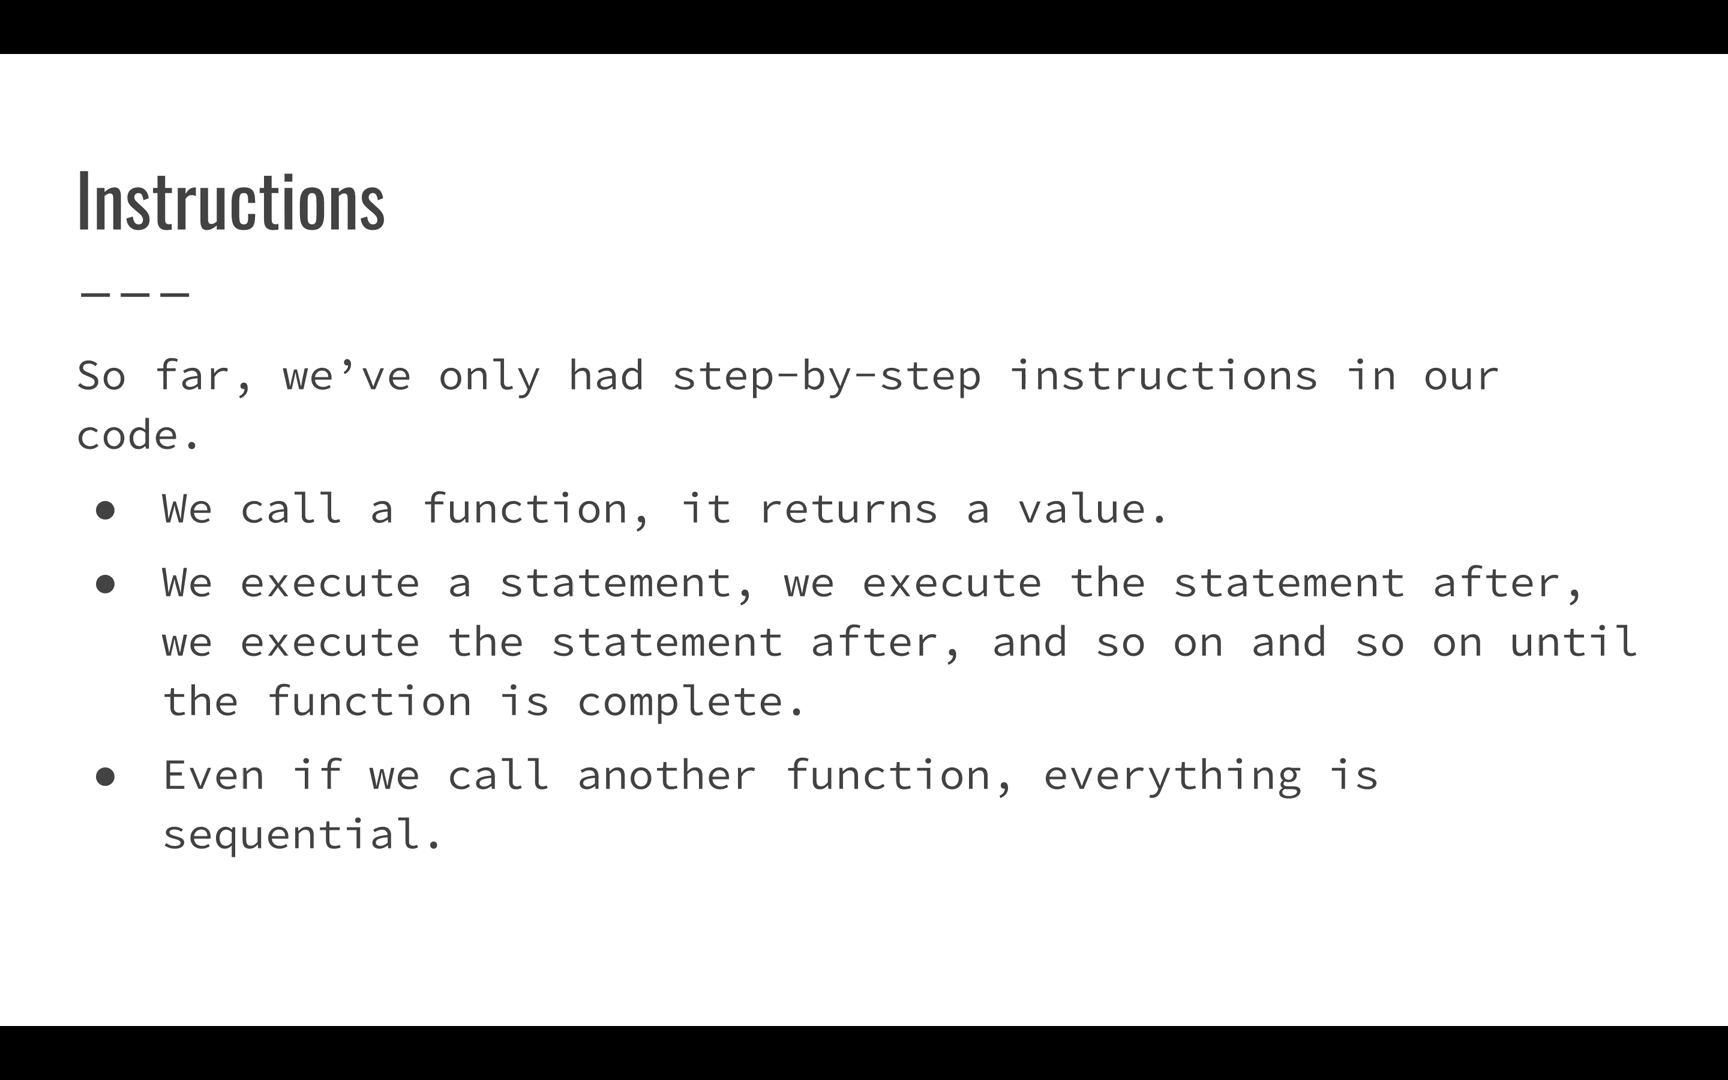 Instructions
———
So far, we’ve only had step-by-step instructions in our
code.
● We call a function, it returns a value.
● We execute a statement, we execute the statement after,
we execute the statement after, and so on and so on until
the function is complete.
● Even if we call another function, everything is
sequential.